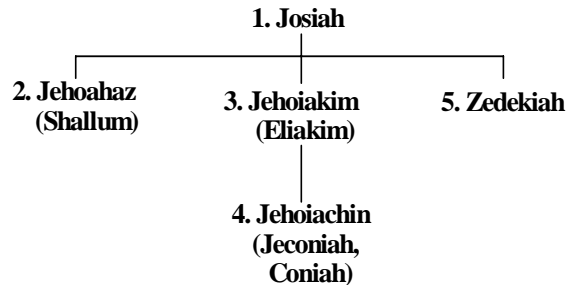 1. Josiah
2. Jehoahaz
(Shallum)
3. Jehoiakim
(Eliakim)
5. Zedekiah
4. Jehoiachin
(Jeconiah,
Coniah)